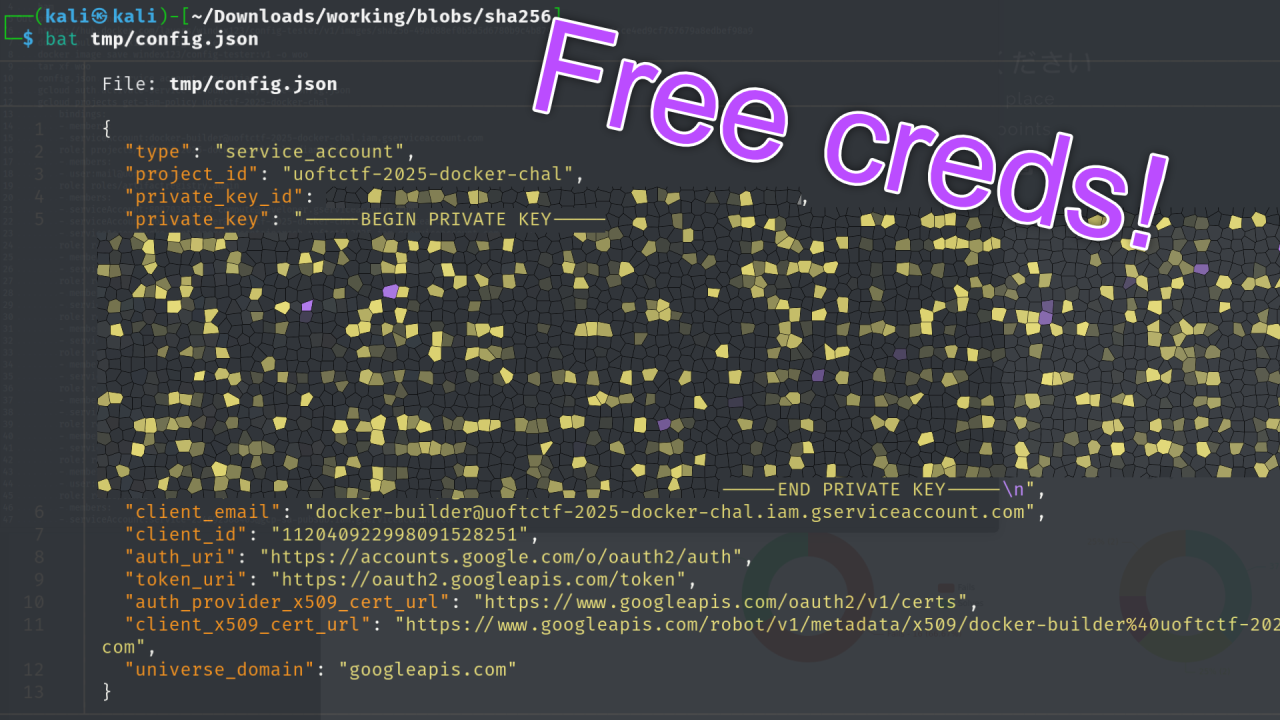 (kali㉿kali)-[~/Downloads/working/blobs/sha256]
$ bat tmp/config.json
File: tmp/config.json
Free creds!
1 {
2 "type": "service_account",
3 "project_id": "uoftctf-2025-docker-chal",
4 "private_key_id": ,
5 "private_key": "-----BEGIN PRIVATE KEY-----
-----END PRIVATE KEY-----\n",
6 "client_email": "docker-builder@uoftctf-2025-docker-chal.iam.gserviceaccount.com",
7 "client_id": "112040922998091528251",
8 "auth_uri": "https://accounts.google.com/o/oauth2/auth",
9 "token_uri": "https://oauth2.googleapis.com/token",
10 "auth_provider_x509_cert_url": "https://www.googleapis.com/oauth2/v1/certs",
11 "client_x509_cert_url": "https://www.googleapis.com/robot/v1/metadata/x509/docker-builder%40uoftctf-202
com",
12 "universe_domain": "googleapis.com"
13 }
ください
place
points